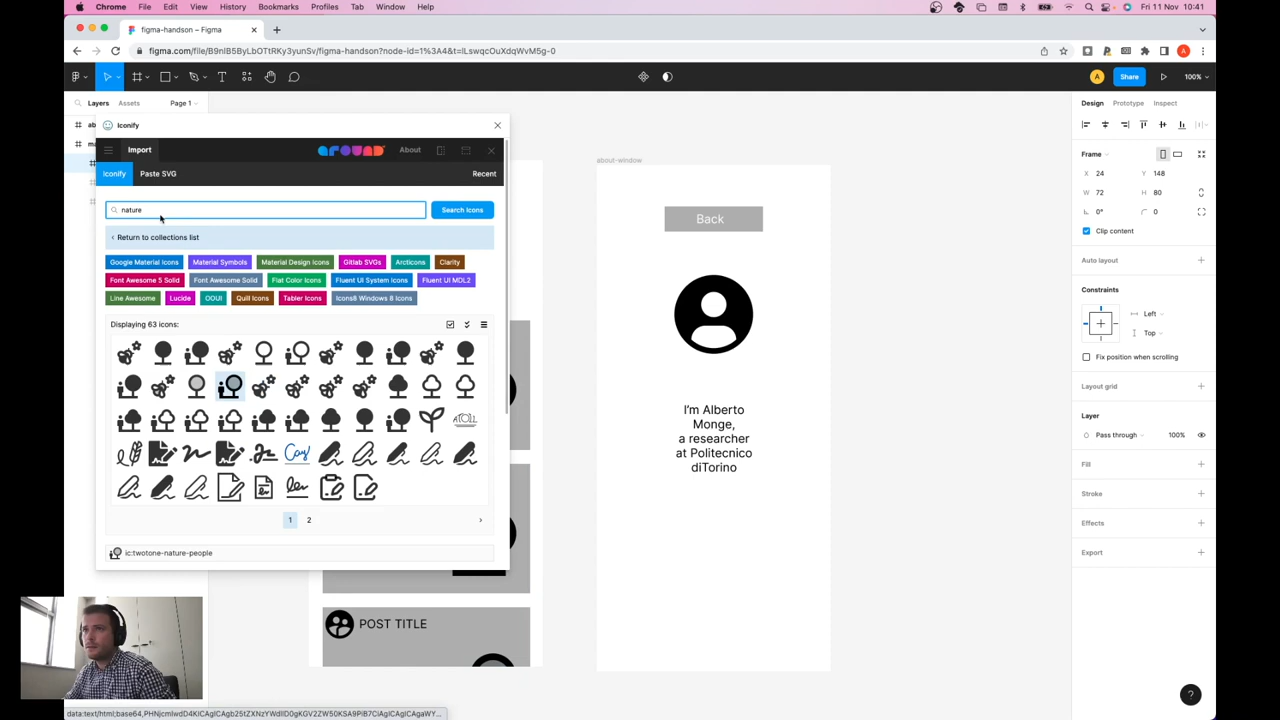 Chrome File Edit View History Bookmarks Profiles Tab Window Help Fri 11 Nov 10:41
figma-handson – Figma
figma.com/file/B9nIB5ByLbOTtRKy3yunSv/figma-handson?node-id=1%3A4&t=lLswqcOuXdqWvM5g-0
A Share 100%
Layers Assets Page 1
Design Prototype Inspect
Iconify
Import
around
About
Iconify Paste SVG Recent
nature
Search Icons
Return to collections list
Google Material Icons Material Symbols Material Design Icons Gitlab SVGs Arcticons Clarity
Font Awesome 5 Solid Font Awesome Solid Flat Color Icons Fluent UI System Icons Fluent UI MDL2
Line Awesome Lucide OOUI Quill Icons Tabler Icons Icons8 Windows 8 Icons
Displaying 63 icons:
1 2
ic:twotone-nature-people
POST TITLE
about-window
Back
I'm Alberto
Monge,
a researcher
at Politecnico
diTorino
Frame
X 24 Y 148
W 72 H 80
0° 0
Clip content
Auto layout
Constraints
Left
Top
Fix position when scrolling
Layout grid
Layer
Pass through 100%
Fill
Stroke
Effects
Export
?